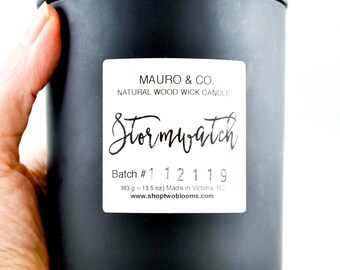 MAURO & CO.
NATURAL WOOD WICK CANDLE
Stormwatch
Batch # 112119
383 g = 13.5 oz | Made in Victoria, BC
www.shoptwoblooms.com